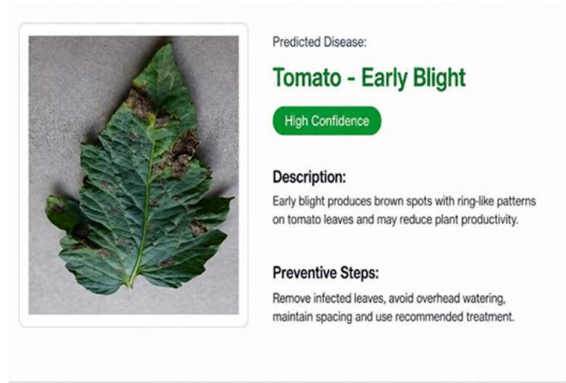 Predicted Disease:
Tomato - Early Blight
High Confidence
Description:
Early blight produces brown spots with ring-like patterns
on tomato leaves and may reduce plant productivity.
Preventive Steps:
Remove infected leaves, avoid overhead watering,
maintain spacing and use recommended treatment.